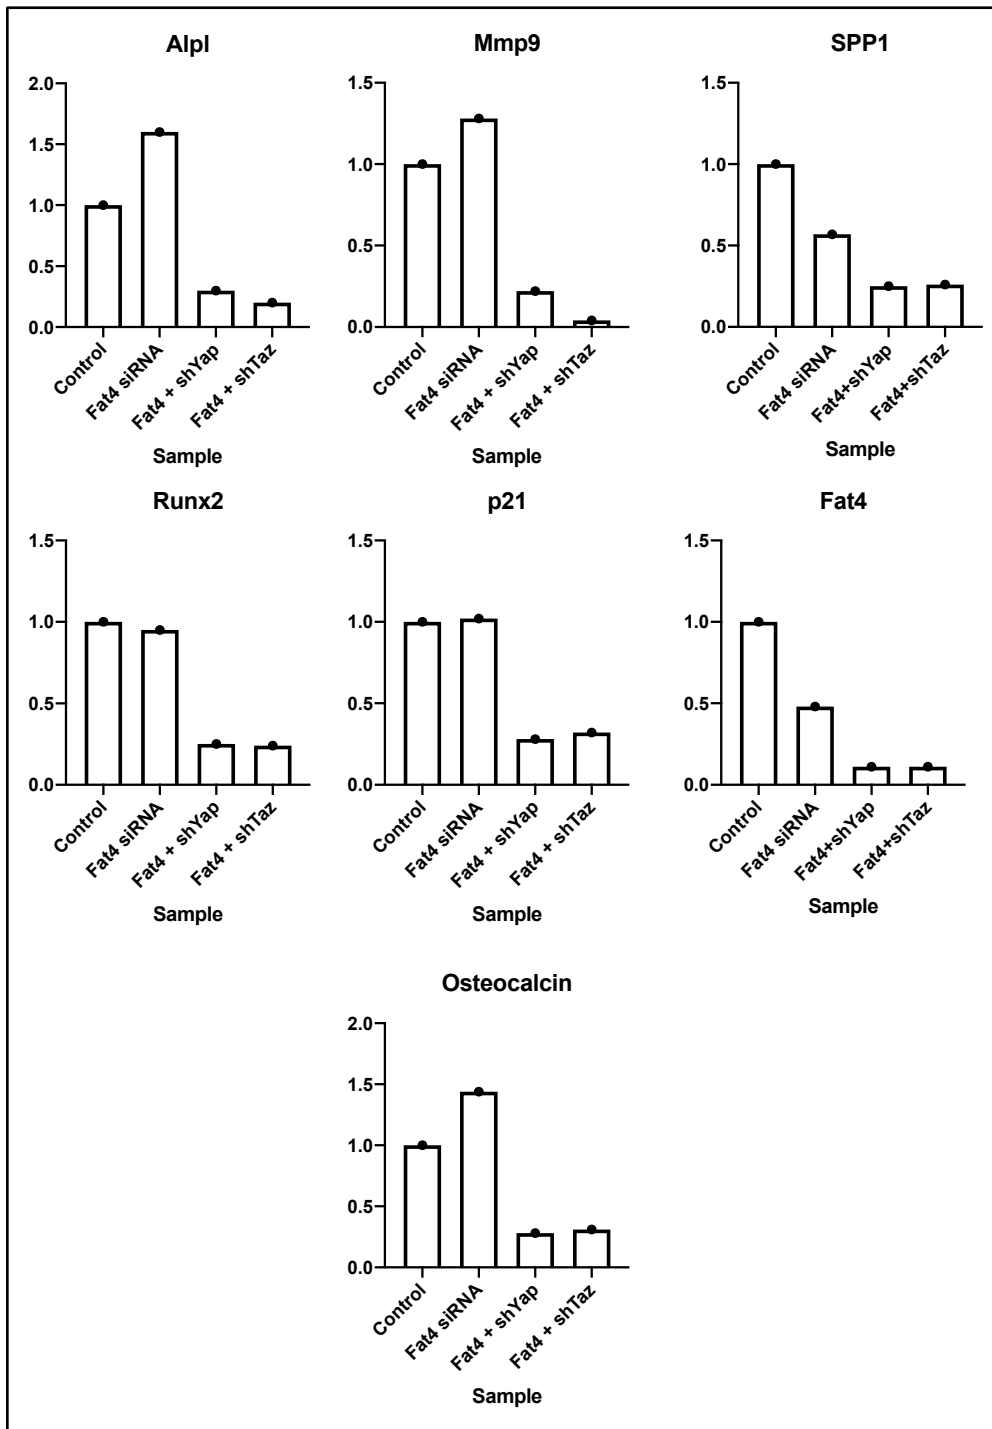 Alpl
2.0
1.5
1.0
0.5
0.0
Control
Fat4 siRNA
Fat4 + shYap
Fat4 + shTaz
Sample
Mmp9
1.5
1.0
0.5
0.0
Control
Fat4 siRNA
Fat4 + shYap
Fat4 + shTaz
Sample
SPP1
1.5
1.0
0.5
0.0
Control
Fat4 siRNA
Fat4+shYap
Fat4+shTaz
Sample
Runx2
1.5
1.0
0.5
0.0
Control
Fat4 siRNA
Fat4 + shYap
Fat4 + shTaz
Sample
p21
1.5
1.0
0.5
0.0
Control
Fat4 siRNA
Fat4 + shYap
Fat4 + shTaz
Sample
Fat4
1.5
1.0
0.5
0.0
Control
Fat4 siRNA
Fat4+shYap
Fat4+shTaz
Sample
Osteocalcin
2.0
1.5
1.0
0.5
0.0
Control
Fat4 siRNA
Fat4 + shYap
Fat4 + shTaz
Sample